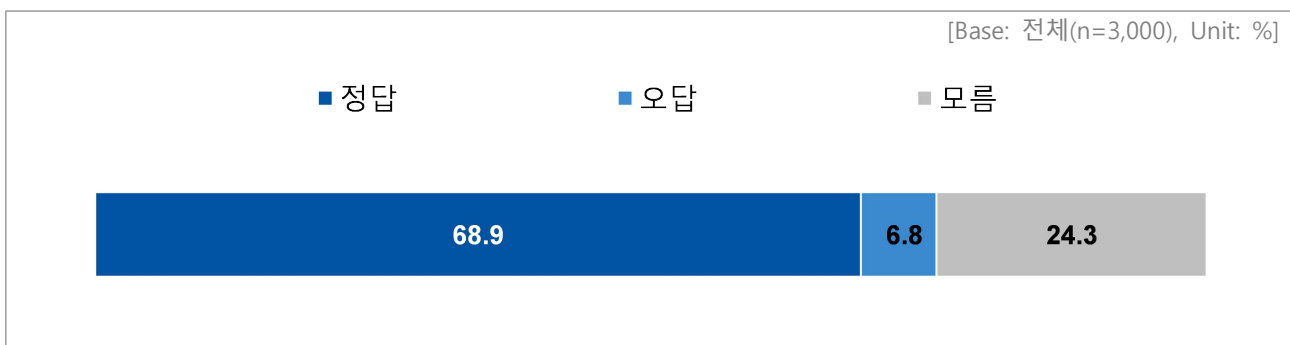 [Base: 전체(n=3,000), Unit: %]
정답 오답 모름
68.9 6.8 24.3